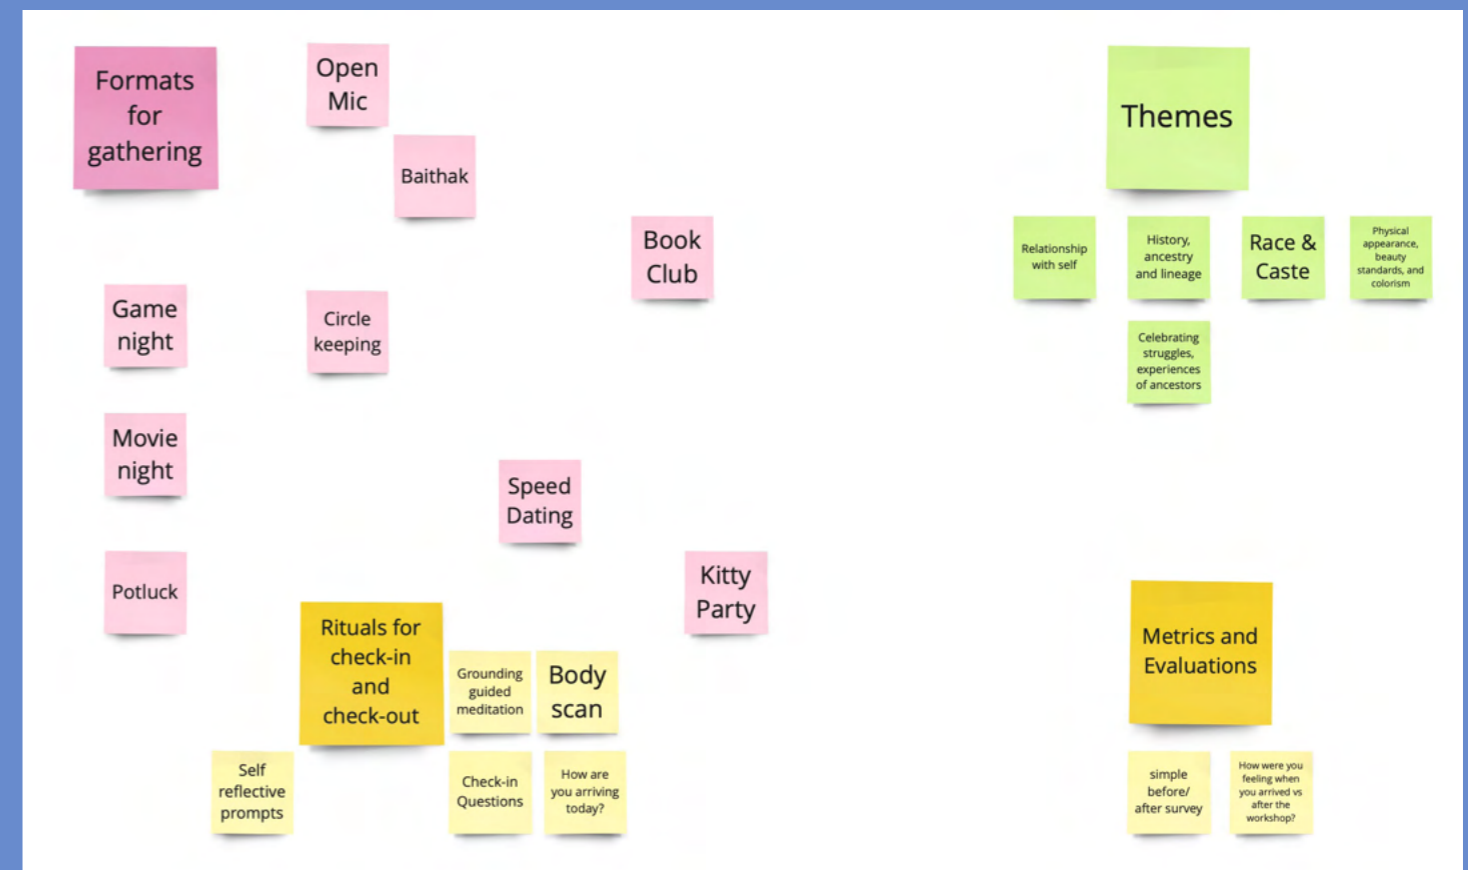 Formats
for
gathering
Open
Mic
Baithak
Book
Club
Game
night
Circle
keeping
Movie
night
Speed
Dating
Potluck
Kitty
Party
Rituals for
check-in
and
check-out
Grounding
guided
meditation
Body
scan
Self
reflective
prompts
Check-in
Questions
How are
you arriving
today?
Themes
Relationship
with self
History,
ancestry
and lineage
Race &
Caste
Physical
appearance,
beauty
standards, and
colorism
Celebrating
struggles,
experiences
of ancestors
Metrics and
Evaluations
simple
before/
after survey
How were you
feeling when
you arrived vs
after the
workshop?